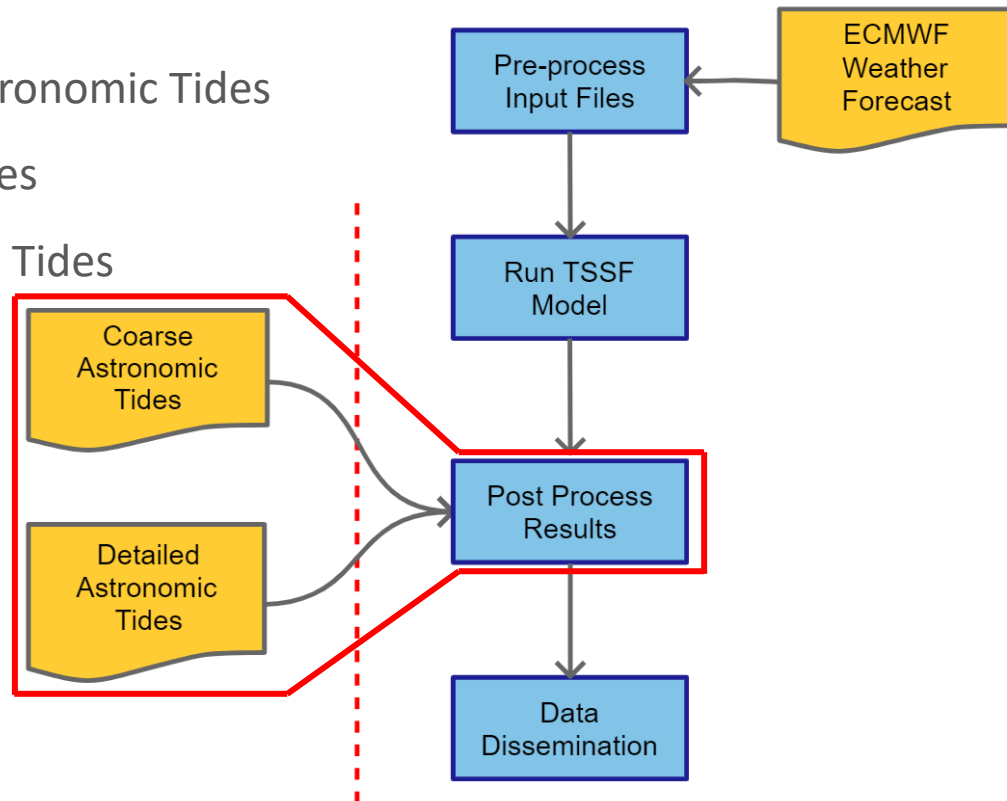 ronomic Tides
es
Tides
Pre-process
Input Files
ECMWF
Weather
Forecast
Run TSSF
Model
Coarse
Astronomic
Tides
Post Process
Results
Detailed
Astronomic
Tides
Data
Dissemination